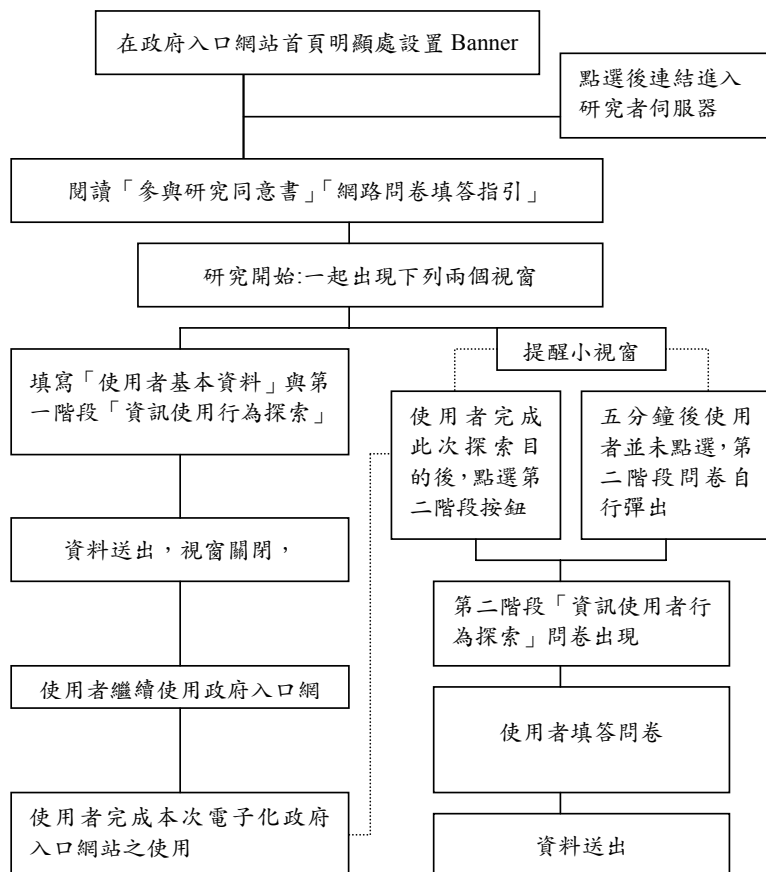 在政府入口網站首頁明顯處設置 Banner
點選後連結進入
研究者伺服器
閱讀「參與研究同意書」「網路問卷填答指引」
研究開始:一起出現下列兩個視窗
提醒小視窗
填寫「使用者基本資料」與第
一階段「資訊使用行為探索」
使用者完成
此次探索目
的後，點選第
二階段按鈕
五分鐘後使用
者並未點選，第
二階段問卷自
行彈出
資料送出，視窗關閉，
第二階段「資訊使用者行
為探索」問卷出現
使用者繼續使用政府入口網
使用者填答問卷
使用者完成本次電子化政府
入口網站之使用
資料送出